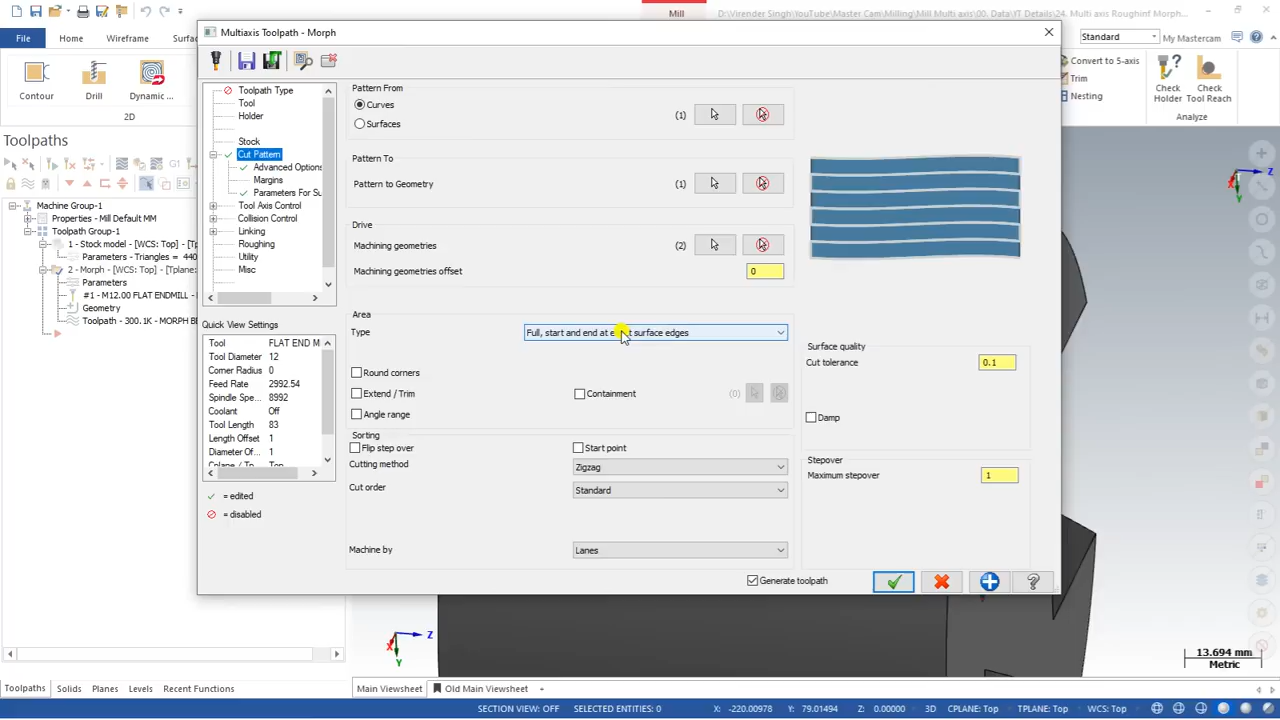 Mill
D:\Virender Singh\YouTube\Master Cam\Milling\Mill Multi axis\00. Data\YT Details\24. Multi axis Roughinf Morph...
File
Home
Wireframe
Surfac
Multiaxis Toolpath - Morph
Standard
My Mastercam
Contour
Drill
Dynamic ...
2D
Convert to 5-axis
Trim
Nesting
Check Holder
Check Tool Reach
Analyze
Toolpaths
G1
Machine Group-1
Properties - Mill Default MM
Toolpath Group-1
1 - Stock model - [WCS: Top] - [Tpla
Parameters - Triangles = 440
2 - Morph - [WCS: Top] - [Tplane:
Parameters
#1 - M12.00 FLAT ENDMILL -
Geometry
Toolpath - 300.1K - MORPH B
Toolpath Type
Tool
Holder
Stock
Cut Pattern
Advanced Options
Margins
Parameters For Su
Tool Axis Control
Collision Control
Linking
Roughing
Utility
Misc
Quick View Settings
Tool FLAT END M
Tool Diameter 12
Corner Radius 0
Feed Rate 2992.54
Spindle Spe... 8992
Coolant Off
Tool Length 83
Length Offset 1
Diameter Of... 1
Cplane / Tp Top
= edited
= disabled
Pattern From
Curves
Surfaces
(1)
Pattern To
Pattern to Geometry
(1)
Drive
Machining geometries
(2)
Machining geometries offset
0
Area
Type
Full, start and end at e t surface edges
Round corners
Extend / Trim
Containment
(0)
Angle range
Sorting
Flip step over
Start point
Cutting method
Zigzag
Cut order
Standard
Machine by
Lanes
Surface quality
Cut tolerance
0.1
Damp
Stepover
Maximum stepover
1
Generate toolpath
Z
X
Y
13.694 mm
Metric
Toolpaths
Solids
Planes
Levels
Recent Functions
Main Viewsheet
Old Main Viewsheet
+
SECTION VIEW: OFF
SELECTED ENTITIES: 0
X: -220.00978
Y: 79.01494
Z: 0.00000
3D
CPLANE: Top
TPLANE: Top
WCS: Top